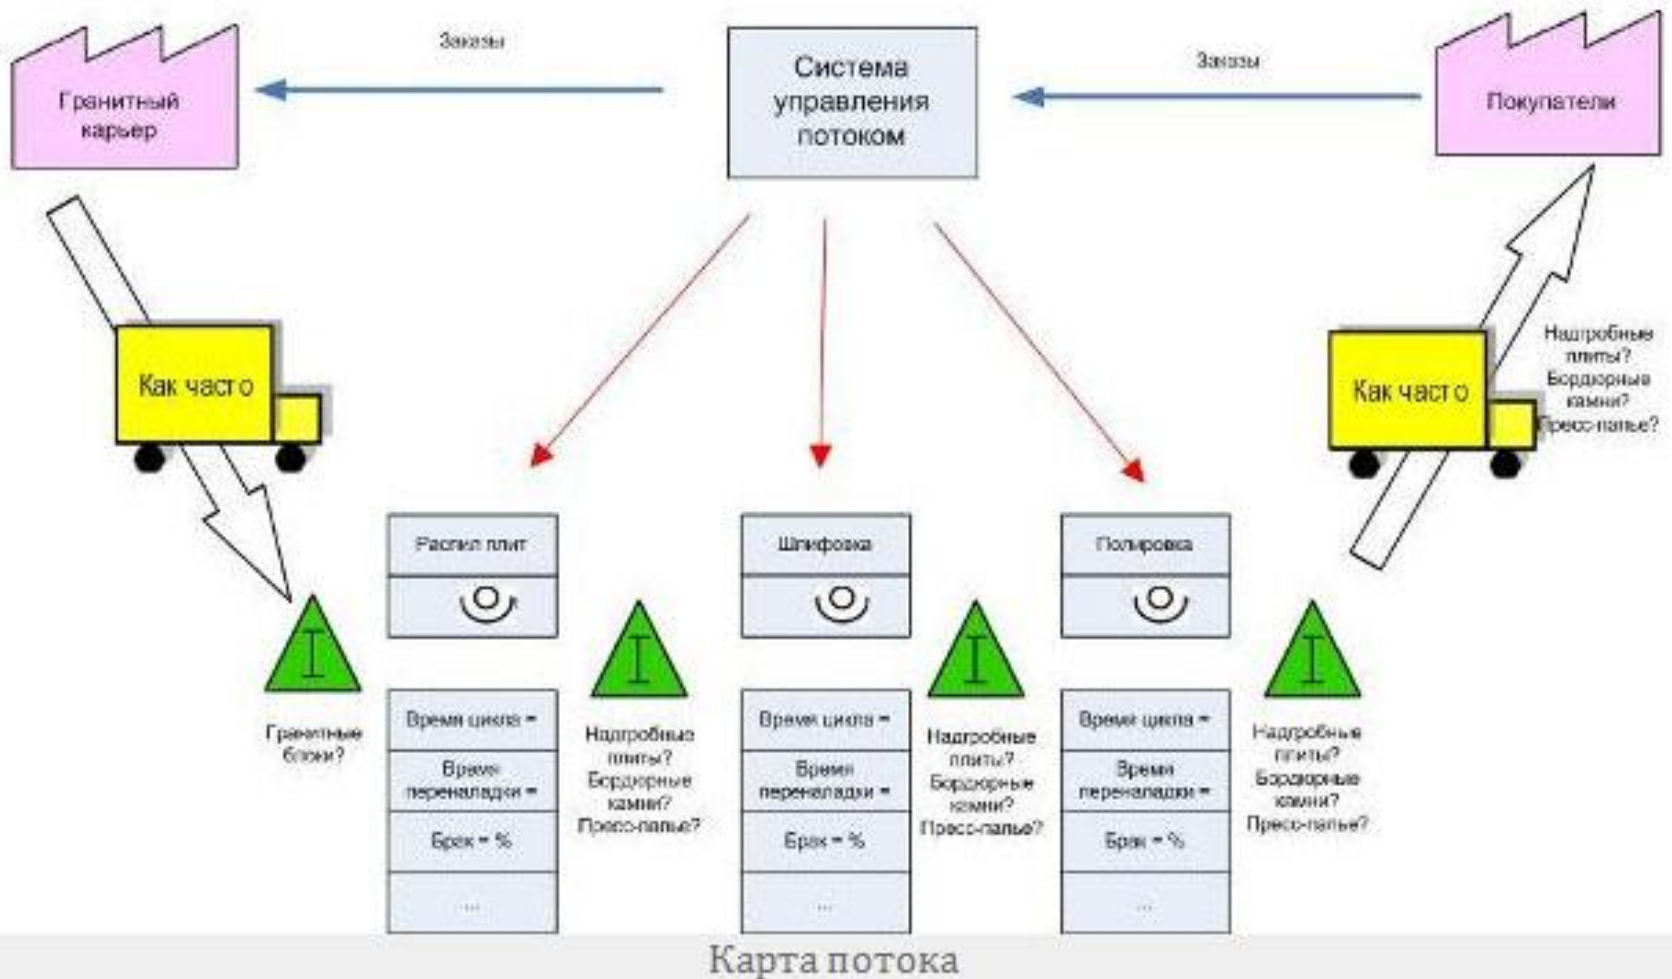 Заказы
Заказы
Гранитный
карьер
Система
управления
потоком
Покупатели
Как часто
Как часто
Надгробные
плиты?
Бордюрные
камни?
Пресс-папье?
Распил плит
Шлифовка
Полировка
I
I
I
I
Гранитные
блоки?
Время цикла =
Время
переналадки =
Брак = %
...
Надгробные
плиты?
Бордюрные
камни?
Пресс-папье?
Время цикла =
Время
переналадки =
Брак = %
...
Надгробные
плиты?
Бордюрные
камни?
Пресс-папье?
Время цикла =
Время
переналадки =
Брак = %
...
Надгробные
плиты?
Бордюрные
камни?
Пресс-папье?
Карта потока